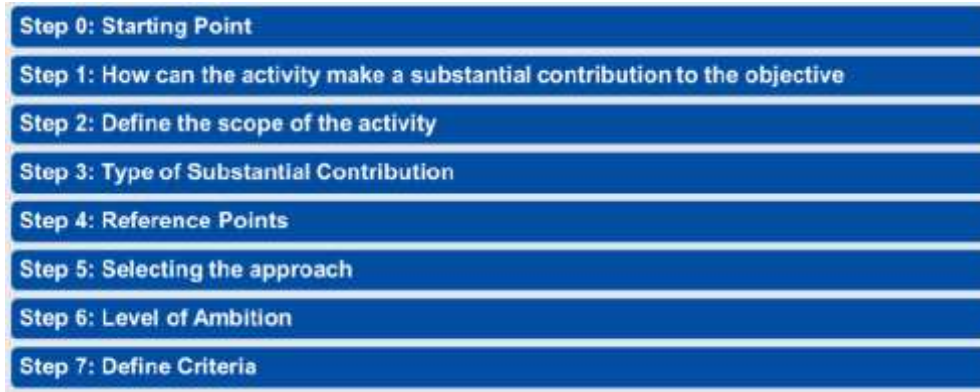 Step 0: Starting Point
Step 1: How can the activity make a substantial contribution to the objective
Step 2: Define the scope of the activity
Step 3: Type of Substantial Contribution
Step 4: Reference Points
Step 5: Selecting the approach
Step 6: Level of Ambition
Step 7: Define Criteria